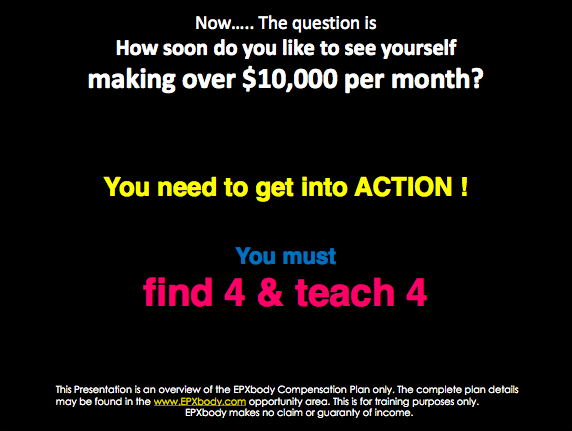 Now….. The question is
How soon do you like to see yourself
making over $10,000 per month?
You need to get into ACTION !
You must
find 4 & teach 4
This Presentation is an overview of the EPXbody Compensation Plan only. The complete plan details
may be found in the www.EPXbody.com opportunity area. This is for training purposes only.
EPXbody makes no claim or guaranty of income.